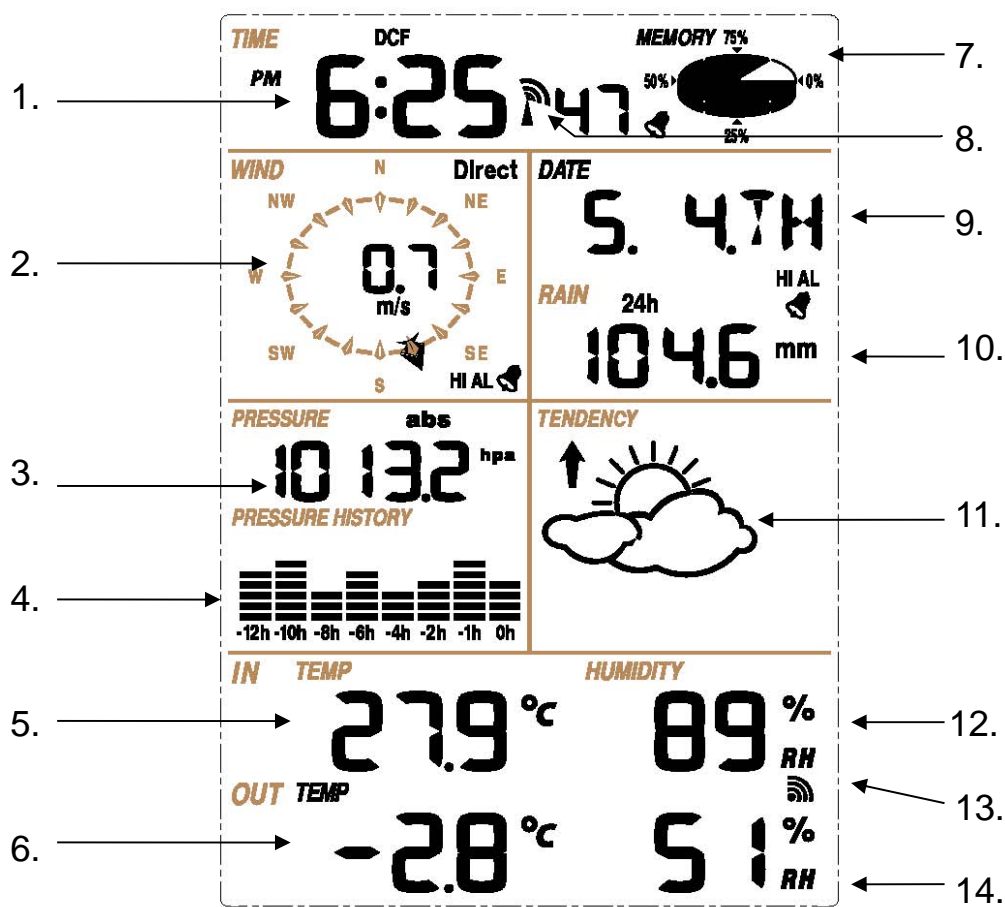 TIME DCF MEMORY 75%
7.
PM 6:25 47 50% 0%
1.
25%
8.
WIND N Direct DATE
NW NE
S. 4.TH
9.
2.
W 0.7 E
m/s
HI AL
RAIN 24h
SW SE
104.6 mm
10.
S HI AL
PRESSURE abs TENDENCY
3.
1013.2 hpa
PRESSURE HISTORY
11.
4.
-12h -10h -8h -6h -4h -2h -1h 0h
IN TEMP HUMIDITY
5.
27.9 °C 89 %
12.
RH
OUT TEMP
13.
6.
-2.8 °C 51 %
RH
14.